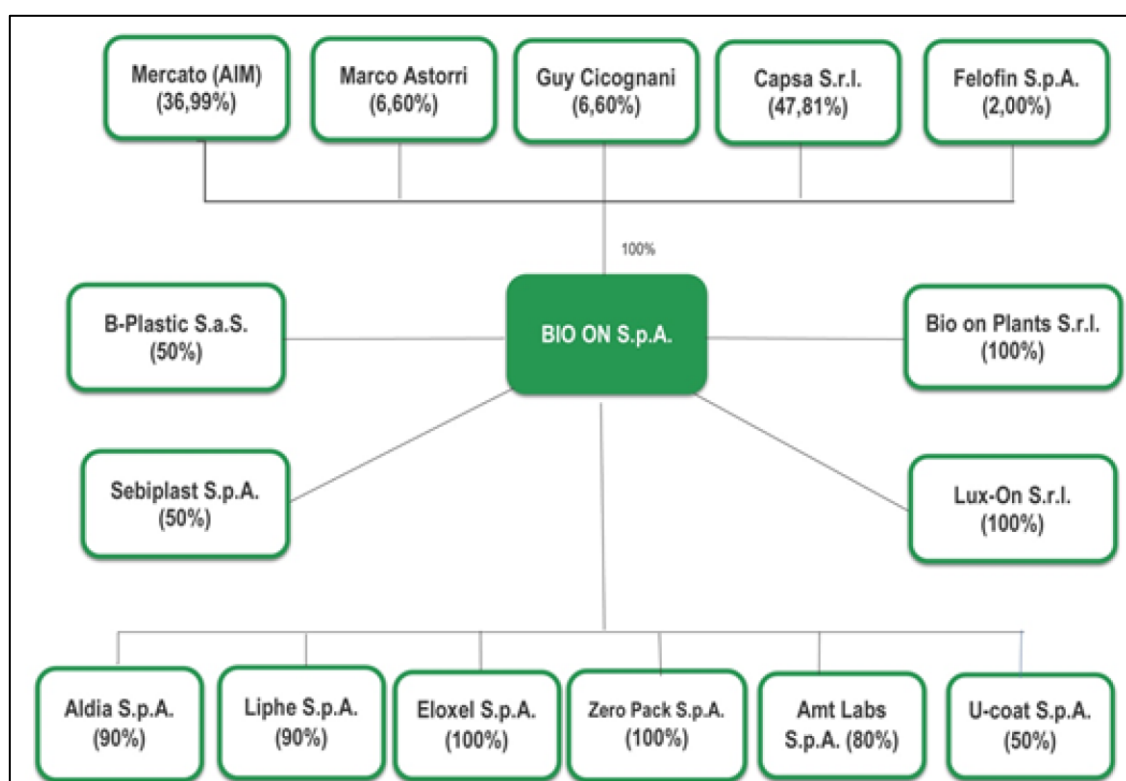 Mercato (AIM)
(36,99%)
Marco Astorri
(6,60%)
Guy Cicognani
(6,60%)
Capsa S.r.l.
(47,81%)
Felofin S.p.A.
(2,00%)
100%
B-Plastic S.a.S.
(50%)
BIO ON S.p.A.
Bio on Plants S.r.l.
(100%)
Sebiplast S.p.A.
(50%)
Lux-On S.r.l.
(100%)
Aldia S.p.A.
(90%)
Liphe S.p.A.
(90%)
Eloxel S.p.A.
(100%)
Zero Pack S.p.A.
(100%)
Amt Labs
S.p.A. (80%)
U-coat S.p.A.
(50%)